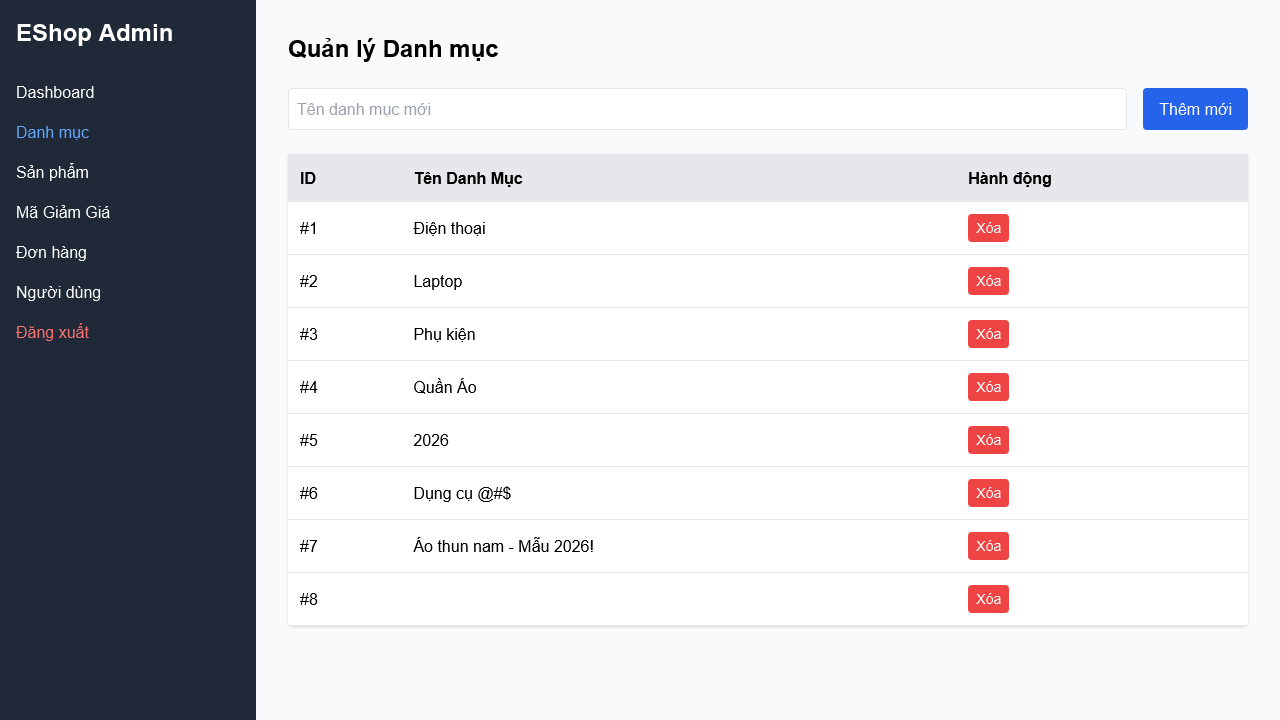 EShop Admin
Dashboard
Danh mục
Sản phẩm
Mã Giảm Giá
Đơn hàng
Người dùng
Đăng xuất
Quản lý Danh mục
Tên danh mục mới
Thêm mới
ID Tên Danh Mục Hành động
#1 Điện thoại Xóa
#2 Laptop Xóa
#3 Phụ kiện Xóa
#4 Quần Áo Xóa
#5 2026 Xóa
#6 Dụng cụ @#$ Xóa
#7 Áo thun nam - Mẫu 2026! Xóa
#8 Xóa